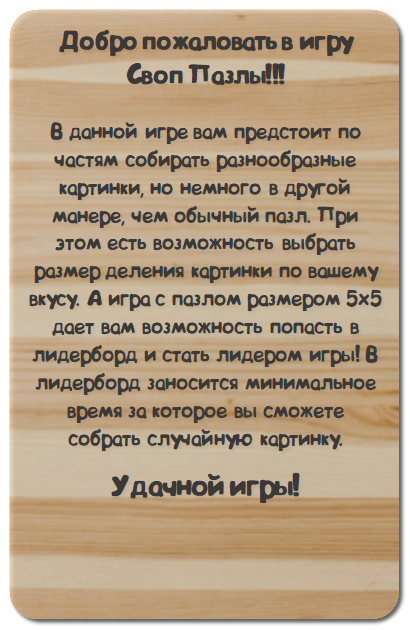 Добро пожаловать в игру
Своп Пазлы!!!
В данной игре вам предстоит по
частям собирать разнообразные
картинки, но немного в другой
манере, чем обычный пазл. При
этом есть возможность выбрать
размер деления картинки по вашему
вкусу. А игра с пазлом размером 5x5
дает вам возможность попасть в
лидерборд и стать лидером игры! В
лидерборд заносится минимальное
время за которое вы сможете
собрать случайную картинку.
Удачной игры!